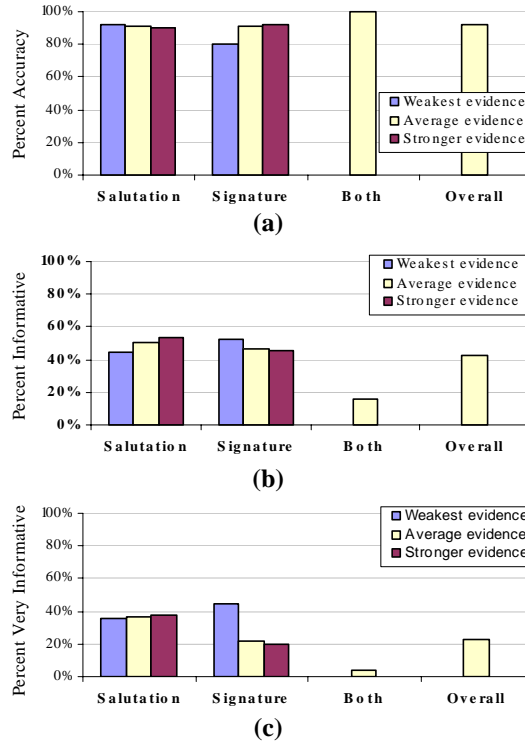 Percent Accuracy
100%
80%
60%
40%
20%
0%
Weakest evidence
Average evidence
Stronger evidence
Salutation Signature Both Overall
(a)
Percent Informative
100%
80%
60%
40%
20%
0%
Weakest evidence
Average evidence
Stronger evidence
Salutation Signature Both Overall
(b)
Percent Very Informative
100%
80%
60%
40%
20%
0%
Weakest evidence
Average evidence
Stronger evidence
Salutation Signature Both Overall
(c)